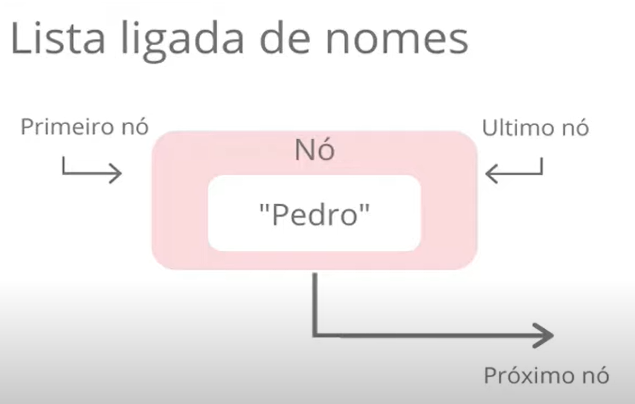 Lista ligada de nomes
Primeiro nó
Ultimo nó
Nó
"Pedro"
Próximo nó